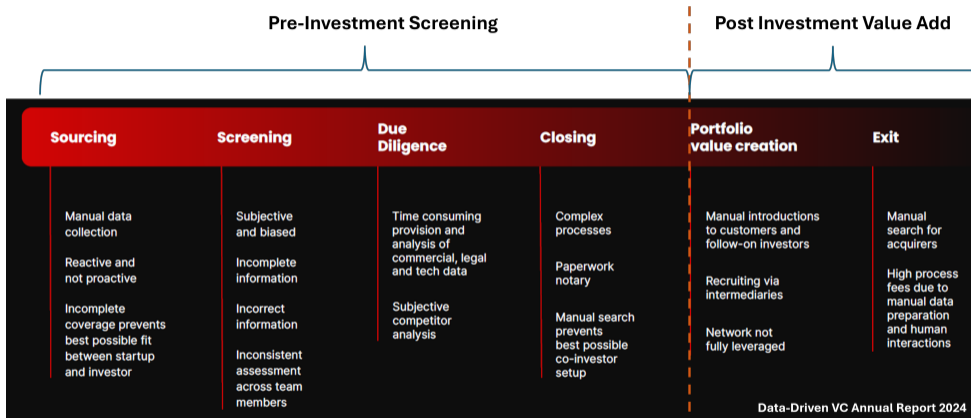 Pre-Investment Screening
Post Investment Value Add
Sourcing
Screening
Due
Diligence
Closing
Portfolio
value creation
Exit
Manual data
collection
Reactive and
not proactive
Incomplete
coverage prevents
best possible fit
between startup
and investor
Subjective
and biased
Incomplete
information
Incorrect
information
Inconsistent
assessment
across team
members
Time consuming
provision and
analysis of
commercial, legal
and tech data
Subjective
competitor
analysis
Complex
processes
Paperwork
notary
Manual search
prevents
best possible
co-investor
setup
Manual introductions
to customers and
follow-on investors
Recruiting via
intermediaries
Network not
fully leveraged
Manual
search for
acquirers
High process
fees due to
manual data
preparation
and human
interactions
Data-Driven VC Annual Report 2024